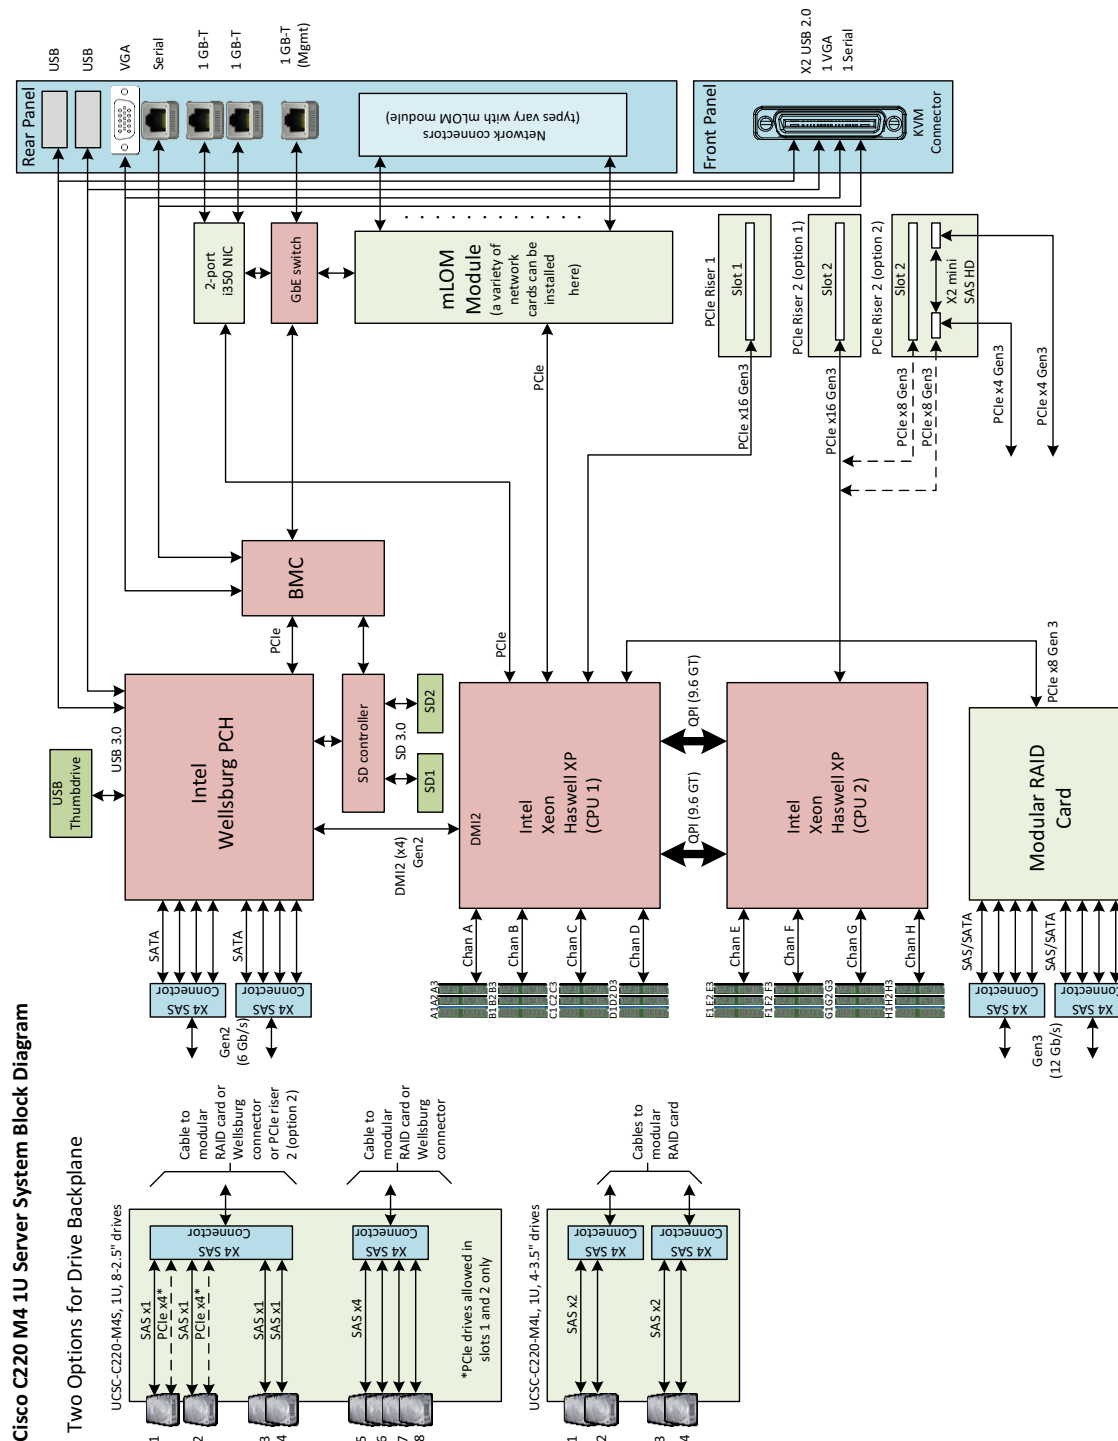 Cisco C220 M4 1U Server System Block Diagram
Two Options for Drive Backplane
UCSC-C220-M4S, 1U, 8-2.5" drives
1
2
3
4
5
6
7
8
SAS x1
PCIe x4*
SAS x1
PCIe x4*
SAS x1
SAS x1
SAS x4
X4 SAS
Connector
X4 SAS
Connector
*PCIe drives allowed in
slots 1 and 2 only
Cable to
modular
RAID card or
Wellsburg
connector
or PCIe riser
2 (option 2)
Cable to
modular
RAID card or
Wellsburg
connector
UCSC-C220-M4L, 1U, 4-3.5" drives
1
2
3
4
SAS x2
SAS x2
X4 SAS
Connector
X4 SAS
Connector
Cables to
modular
RAID card
Gen2
(6 Gb/s)
X4 SAS
Connector
X4 SAS
Connector
SATA
SATA
USB
Thumbdrive
USB 3.0
Intel
Wellsburg PCH
PCIe
BMC
SD controller
SD 3.0
SD1
SD2
DMI2 (x4)
Gen2
DMI2
Intel
Xeon
Haswell XP
(CPU 1)
PCIe
PCIe
Chan A
Chan B
Chan C
Chan D
A1 A2 A3
B1 B2 B3
C1 C2 C3
D1 D2 D3
QPI (9.6 GT)
QPI (9.6 GT)
Intel
Xeon
Haswell XP
(CPU 2)
Chan E
Chan F
Chan G
Chan H
E1 E2 E3
F1 F2 F3
G1 G2 G3
H1 H2 H3
Gen3
(12 Gb/s)
X4 SAS
Connector
X4 SAS
Connector
SAS/SATA
SAS/SATA
Modular RAID
Card
PCIe x8 Gen 3
2-port
i350 NIC
GbE switch
mLOM
Module
(a variety of
network
cards can be
installed
here)
PCIe Riser 1
Slot 1
PCIe x16 Gen3
PCIe Riser 2 (option 1)
Slot 2
PCIe x16 Gen3
PCIe Riser 2 (option 2)
Slot 2
X2 mini
SAS HD
PCIe x8 Gen3
PCIe x8 Gen3
PCIe x4 Gen3
PCIe x4 Gen3
Rear Panel
Network connectors
(types vary with mLOM module)
USB
USB
VGA
Serial
1 GB-T
1 GB-T
1 GB-T
(Mgmt)
Front Panel
KVM
Connector
X2 USB 2.0
1 VGA
1 Serial